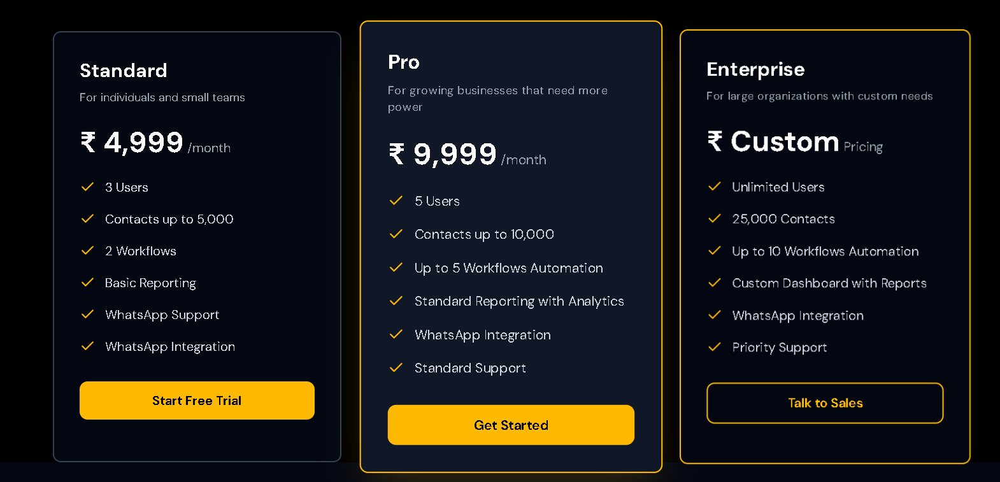 Standard
For individuals and small teams
₹ 4,999 /month
3 Users
Contacts up to 5,000
2 Workflows
Basic Reporting
WhatsApp Support
WhatsApp Integration
Start Free Trial
Pro
For growing businesses that need more
power
₹ 9,999 /month
5 Users
Contacts up to 10,000
Up to 5 Workflows Automation
Standard Reporting with Analytics
WhatsApp Integration
Standard Support
Get Started
Enterprise
For large organizations with custom needs
₹ Custom Pricing
Unlimited Users
25,000 Contacts
Up to 10 Workflows Automation
Custom Dashboard with Reports
WhatsApp Integration
Priority Support
Talk to Sales